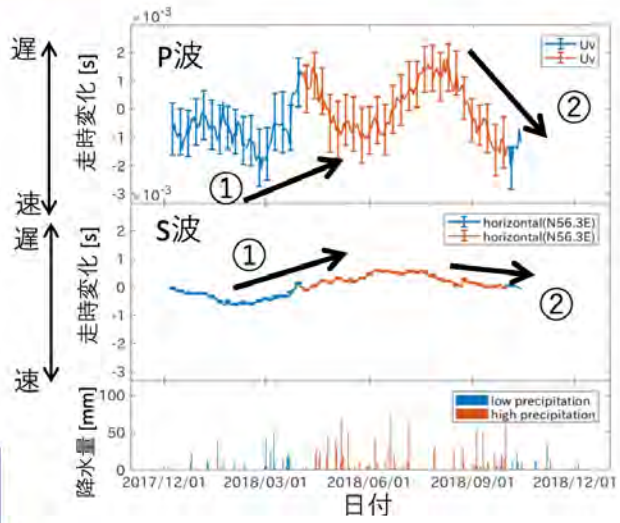 ×10⁻³
P波
Uv
Uv
遅
走時変化 [s]
2
1
0
-1
-2
-3
①
②
速
×10⁻³
S波
horizontal(N56.3E)
horizontal(N56.3E)
遅
走時変化 [s]
2
1
0
-1
-2
-3
①
②
速
降水量 [mm]
100
50
0
low precipitation
high precipitation
2017/12/01 2018/03/01 2018/06/01 2018/09/01 2018/12/01
日付